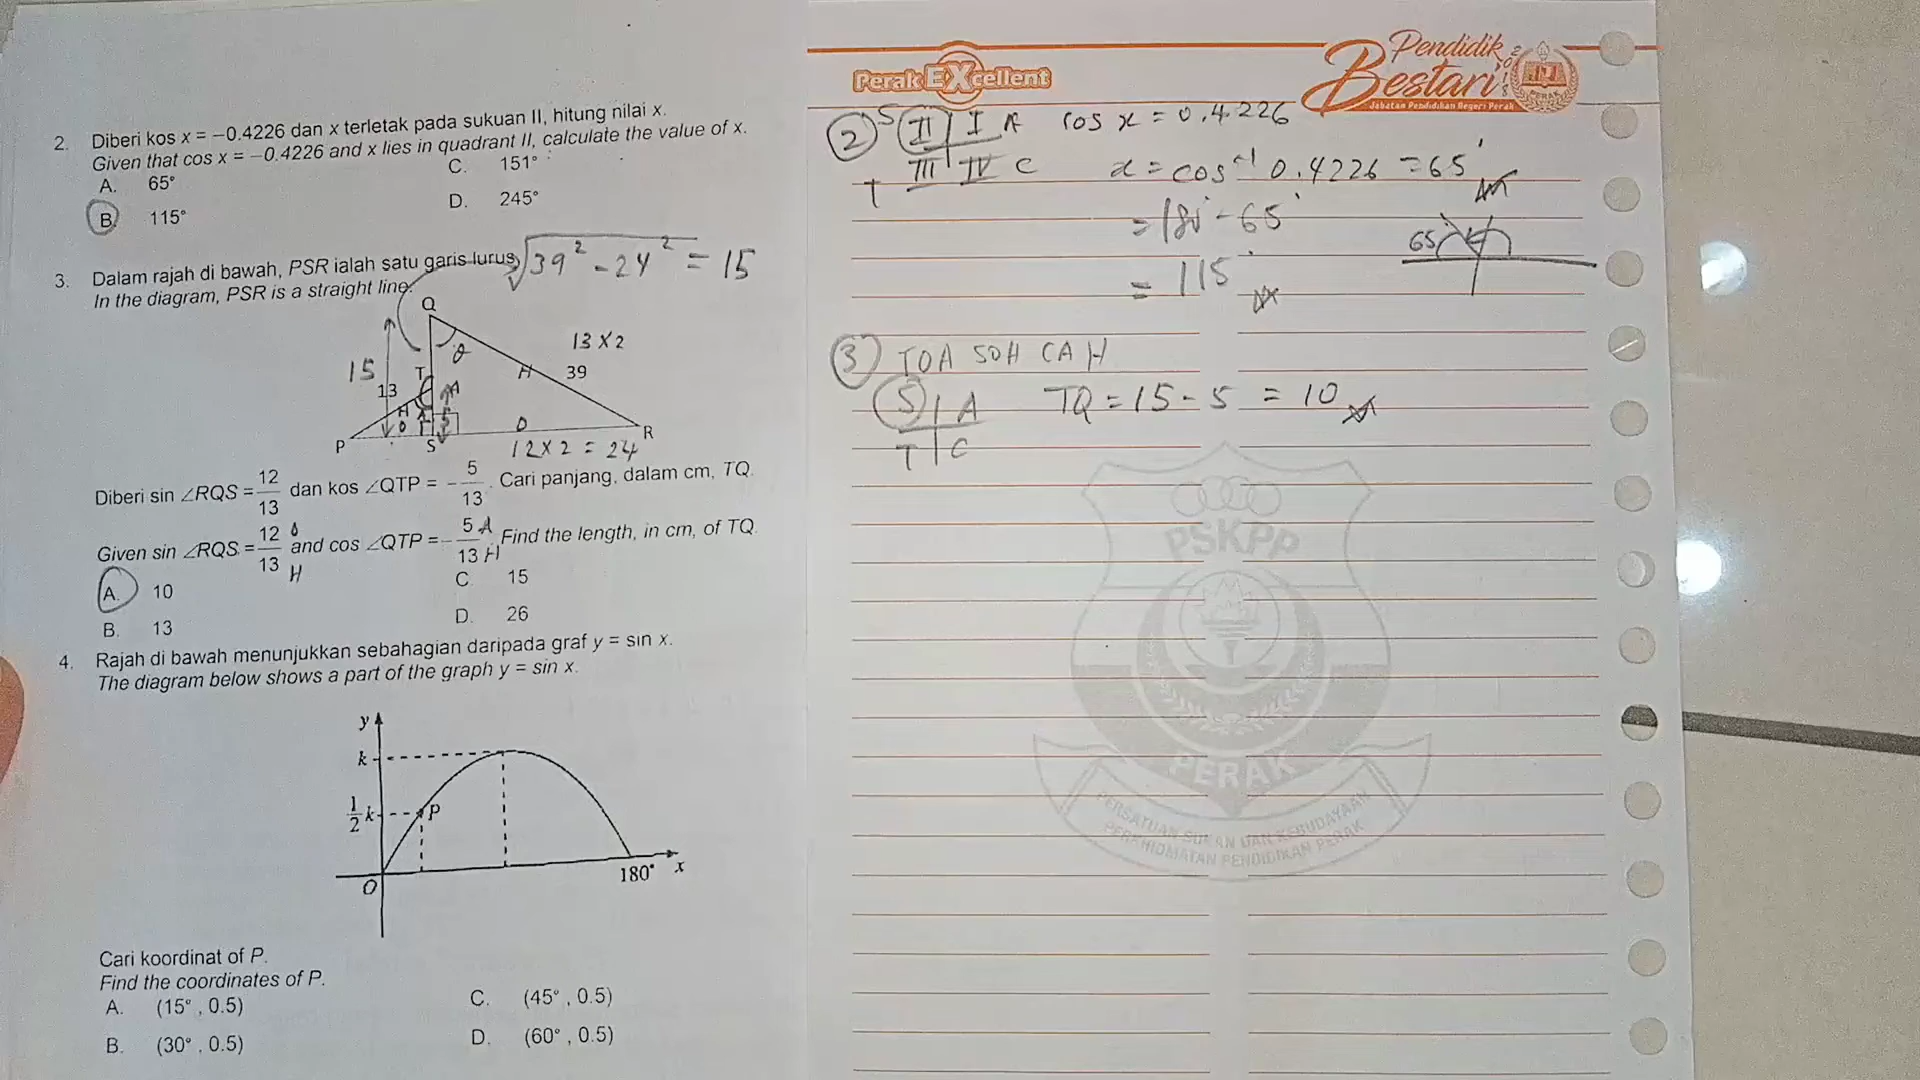 2. Diberi kos x = −0.4226 dan x terletak pada sukuan II, hitung nilai x.
Given that cos x = −0.4226 and x lies in quadrant II, calculate the value of x.
A. 65°
C. 151°
B. 115°
D. 245°
3. Dalam rajah di bawah, PSR ialah satu garis lurus
√39² - 24² = 15
In the diagram, PSR is a straight line.
Q
θ
13 x 2
H
39
15
T
13
H
A
A
O
5
O
P
S
R
12 x 2 = 24
Diberi sin ∠RQS = 12/13 dan kos ∠QTP = −5/13. Cari panjang, dalam cm, TQ.
Given sin ∠RQS = 12/13 and cos ∠QTP = −5/13. Find the length, in cm, of TQ.
O
H
A
H
A. 10
C. 15
B. 13
D. 26
4. Rajah di bawah menunjukkan sebahagian daripada graf y = sin x.
The diagram below shows a part of the graph y = sin x.
y
k
1/2 k
P
O
180°
x
Cari koordinat of P.
Find the coordinates of P.
A. (15°, 0.5)
C. (45°, 0.5)
B. (30°, 0.5)
D. (60°, 0.5)
Perak EXcellent
Pendidik
Bestari
2018
Jabatan Pendidikan Negeri Perak
PERAK
② S II I A cos x = 0.4226
T III IV C x = cos⁻¹ 0.4226 = 65°
= 180° - 65°
= 115°
65
③ TOA SOH CAH
S A TQ = 15 - 5 = 10
T C
PSKPP
PERAK
PERSATUAN SUKAN DAN KEBUDAYAAN
PERKHIDMATAN PENDIDIKAN PERAK